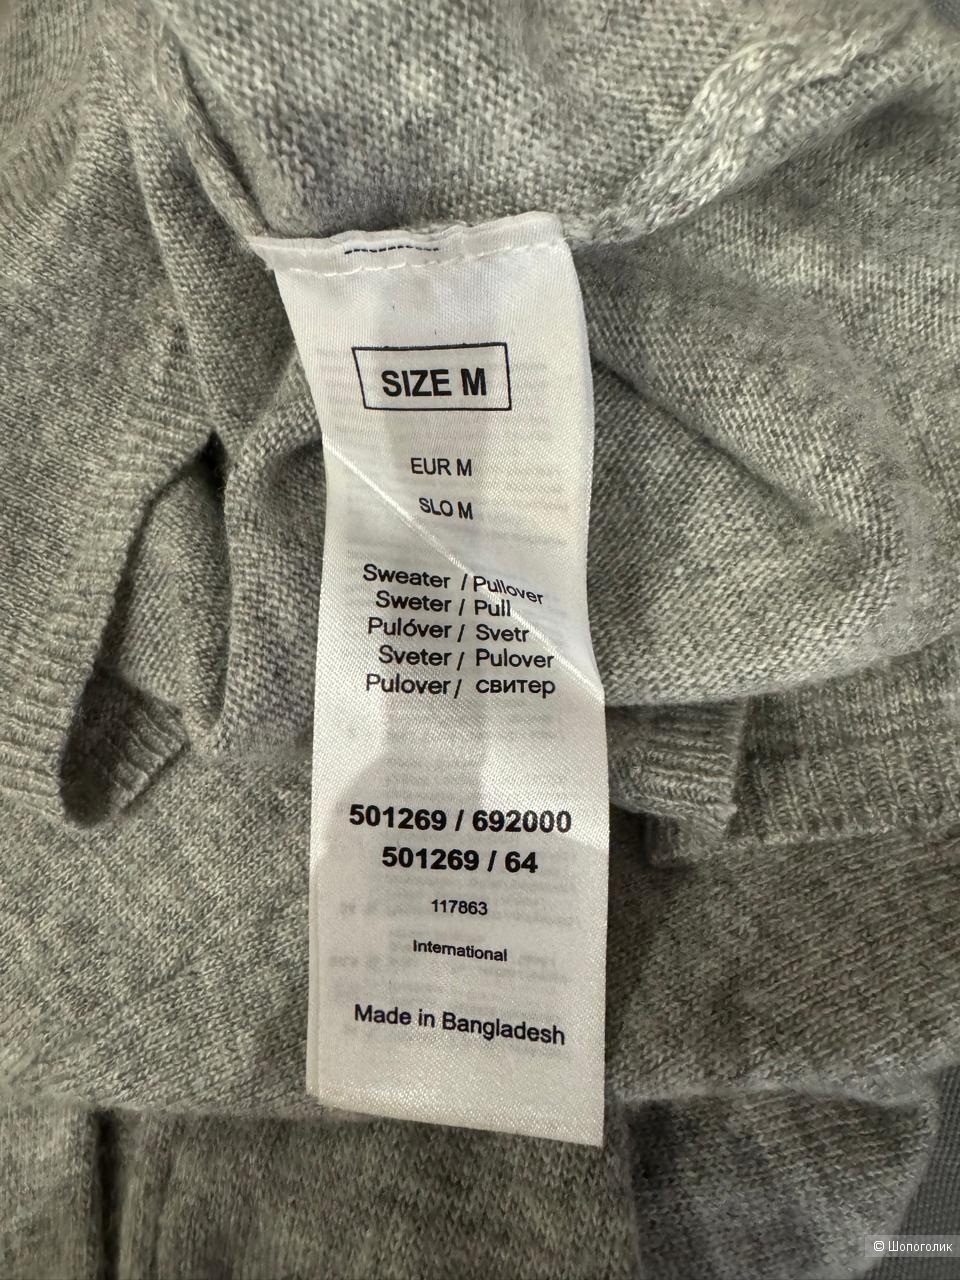 SIZE M
EUR M
SLO M
Sweater / Pullover
Sweter / Pull
Pulóver / Svetr
Sveter / Pulover
Pulover / свитер
501269 / 692000
501269 / 64
117863
International
Made in Bangladesh
© Шопоголик